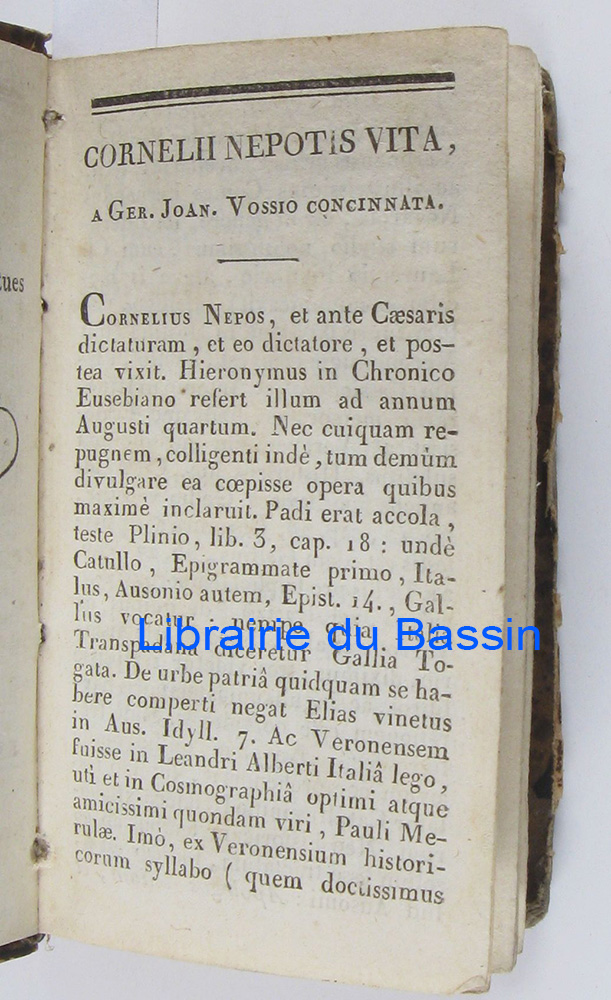 CORNELII NEPOTIS VITA,
A GER. JOAN. VOSSIO CONCINNATA.
CORNELIUS NEPOS, et ante Cæsaris
dictaturam, et eo dictatore, et pos-
tea vixit. Hieronymus in Chronico
Eusebiano refert illum ad annum
Augusti quartum. Nec cuiquam re-
pugnem, colligenti indè, tum demùm
divulgare ea cœpisse opera quibus
maximè inclaruit. Padi erat accola,
teste Plinio, lib. 3, cap. 18 : undè
Catullo, Epigrammate primo, Ita-
lus, Ausonio autem, Epist. 14., Gal-
lus vocatur : nempe quia Italia
Transpadana diceretur Gallia To-
gata. De urbe patriâ quidquam se ha-
bere comperti negat Elias vinetus
in Aus. Idyll. 7. Ac Veronensem
fuisse in Leandri Alberti Italiâ lego,
uti et in Cosmographiâ optimi atque
amicissimi quondam viri, Pauli Me-
rulæ. Imò, ex Veronensium histori-
corum syllabo ( quem doctissimus
Librairie du Bassin